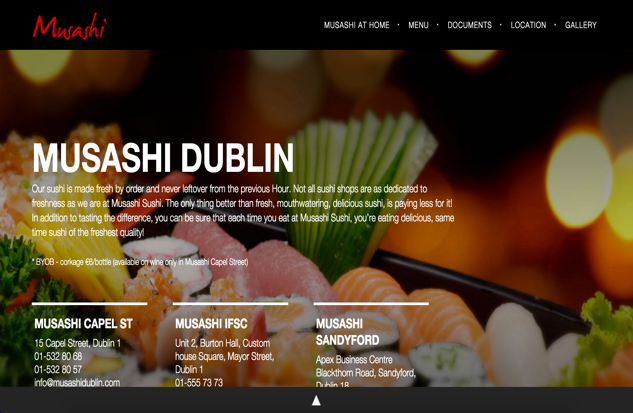 Musashi
MUSASHI AT HOME · MENU · DOCUMENTS · LOCATION · GALLERY
MUSASHI DUBLIN
Our sushi is made fresh by order and never leftover from the previous Hour. Not all sushi shops are as dedicated to
freshness as we are at Musashi Sushi. The only thing better than fresh, mouthwatering, delicious sushi, is paying less for it!
In addition to tasting the difference, you can be sure that each time you eat at Musashi Sushi, you're eating delicious, same
time sushi of the freshest quality!
* BYOB - corkage €6/bottle (available on wine only in Musashi Capel Street)
MUSASHI CAPEL ST
15 Capel Street, Dublin 1
01-532 80 68
01-532 80 57
info@musashidublin.com
MUSASHI IFSC
Unit 2, Burton Hall, Custom
house Square, Mayor Street,
Dublin 1
01-555 73 73
MUSASHI
SANDYFORD
Apex Business Centre
Blackthorn Road, Sandyford,
Dublin 18